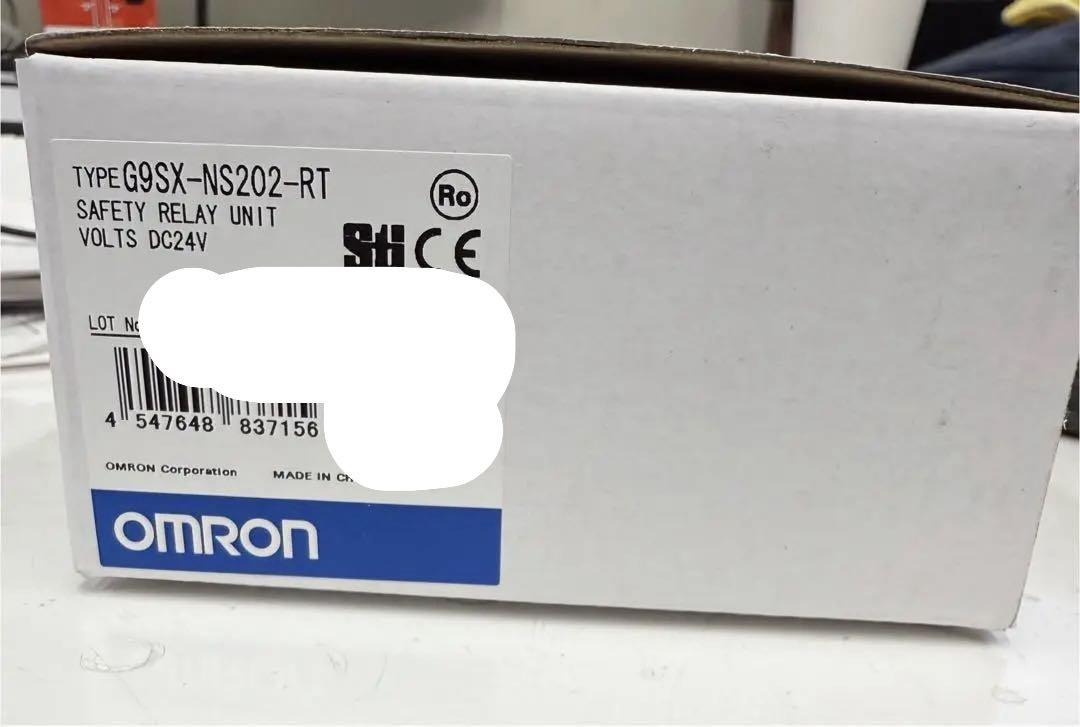 TYPE G9SX-NS202-RT
Ro
SAFETY RELAY UNIT
VOLTS DC24V
Sti CE
LOT No
4 547648 837156
OMRON Corporation MADE IN
OMRON